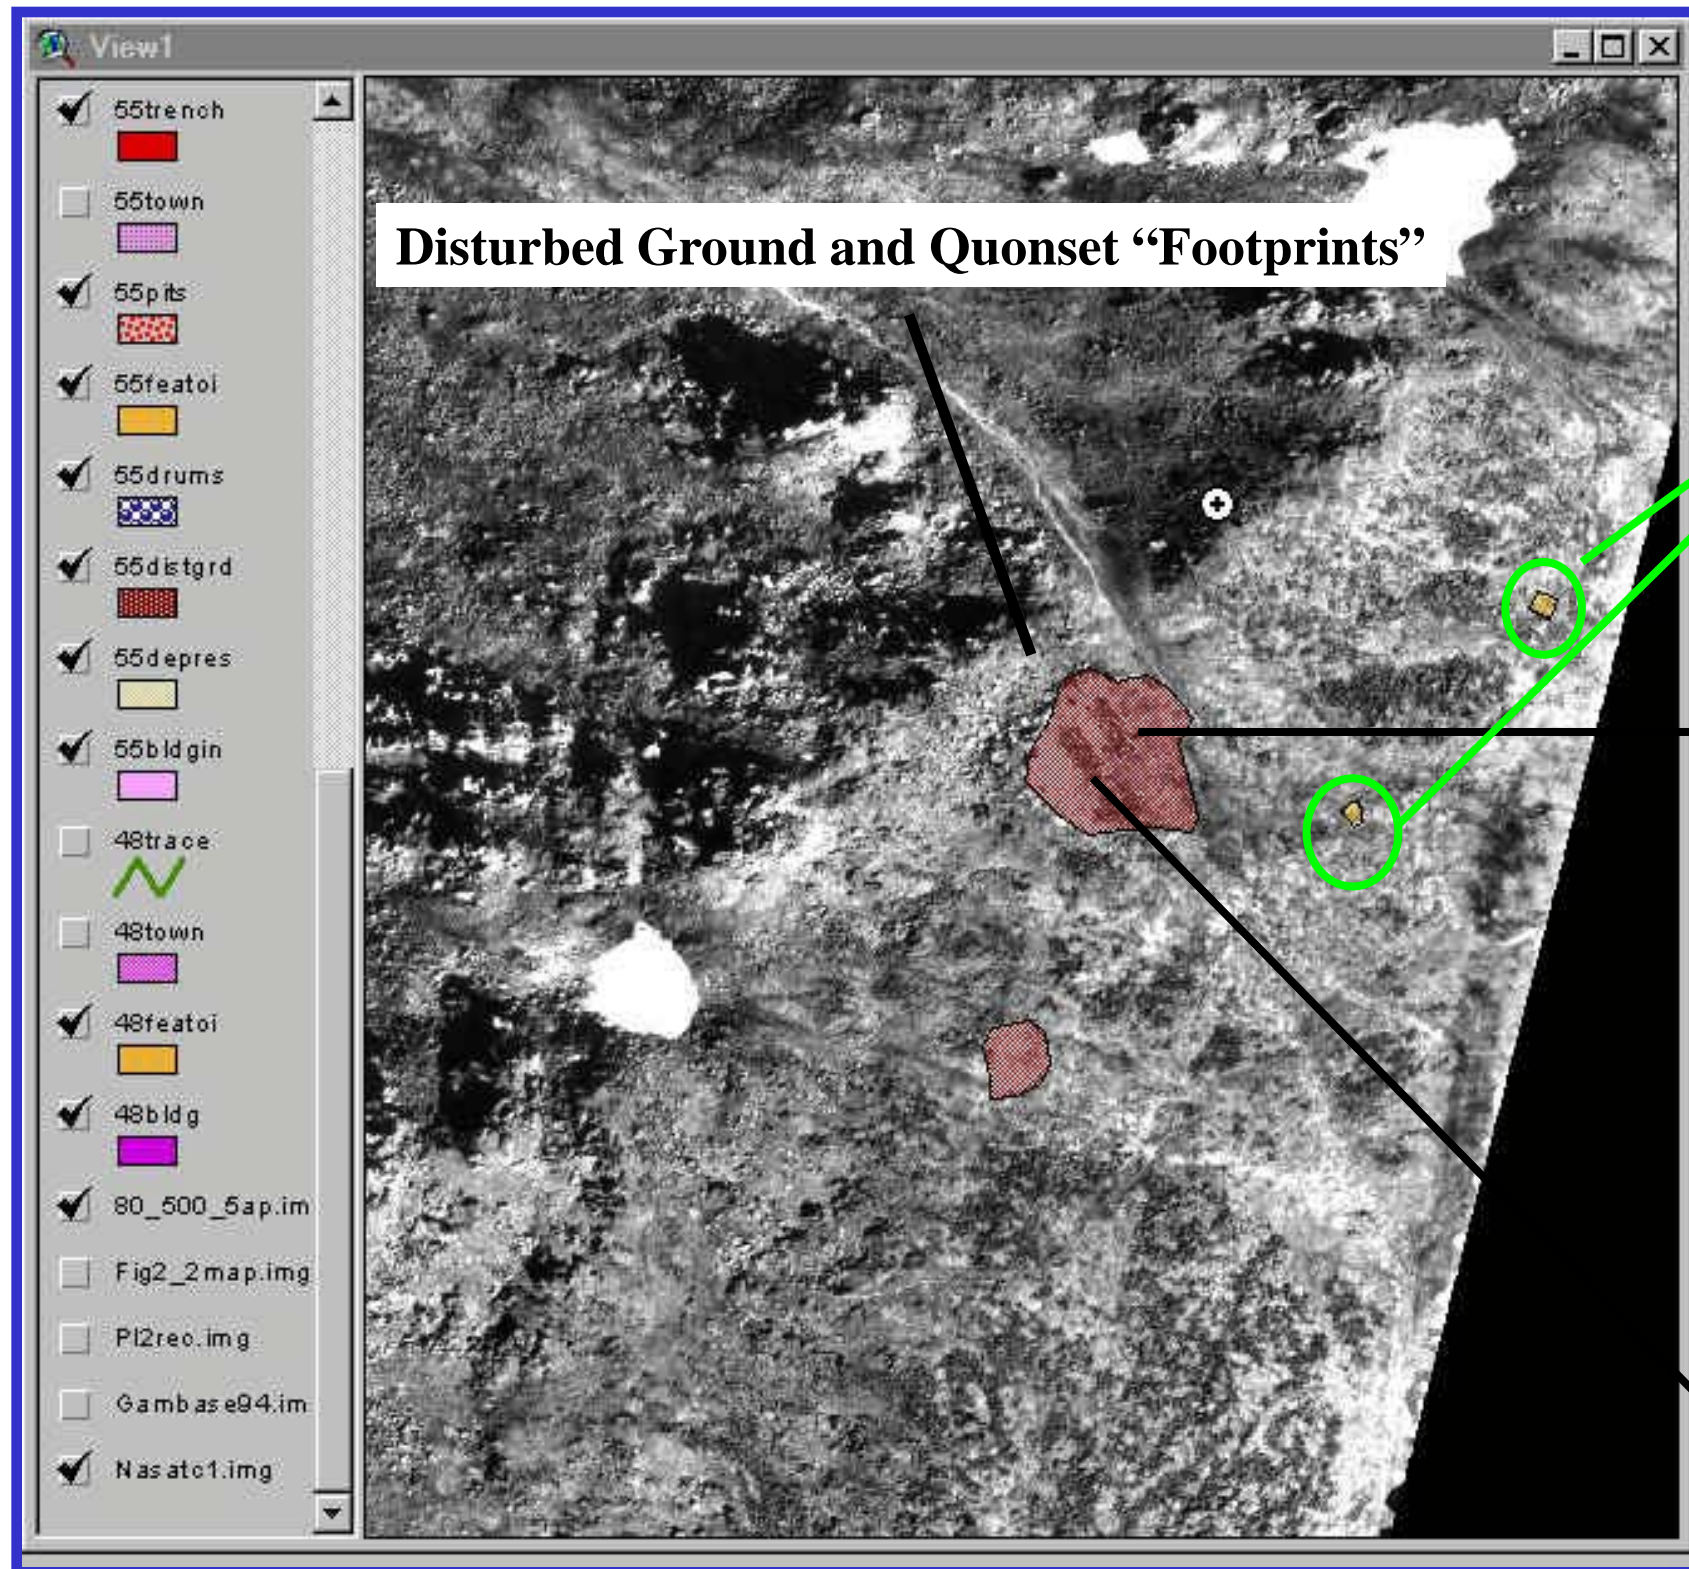 View1
55trench
55town
55pits
55featoi
55drums
55distgrd
55depres
55bldgin
48trace
48town
48featoi
48bldg
80_500_5ap.im
Fig2_2map.img
Pl2rec.img
Gambase94.im
Nasatc1.img
Disturbed Ground and Quonset “Footprints”